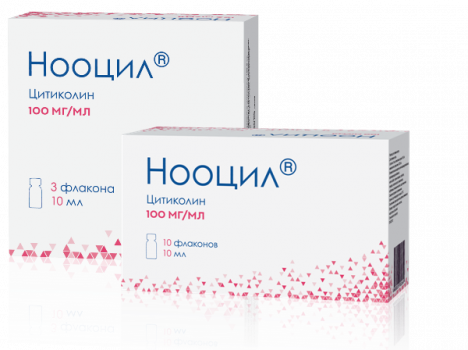 Нооцил®
Цитиколин
100 мг/мл
3 флакона
10 мл
Нооцил®
Цитиколин
100 мг/мл
10 флаконов
10 мл